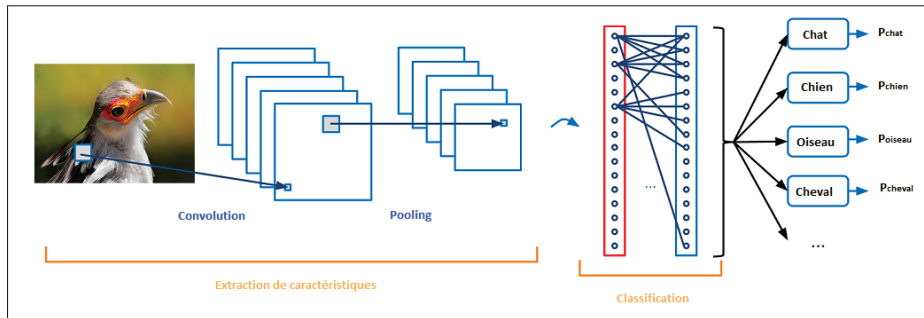 Chat
Pchat
Chien
Pchien
Oiseau
Poiseau
Cheval
Pcheval
...
...
Convolution
Pooling
Extraction de caractéristiques
Classification